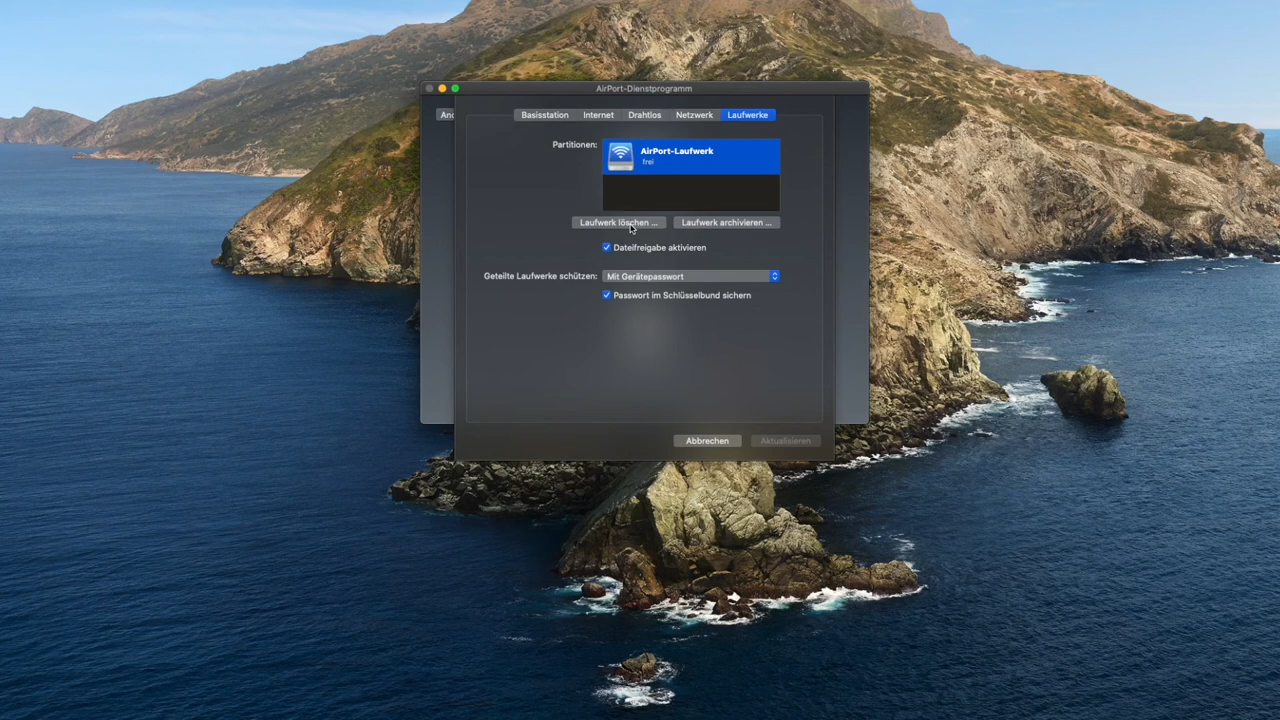 AirPort-Dienstprogramm
Basisstation Internet Drahtlos Netzwerk Laufwerke
Partitionen:
AirPort-Laufwerk
frei
Laufwerk löschen ... Laufwerk archivieren ...
Dateifreigabe aktivieren
Geteilte Laufwerke schützen: Mit Gerätepasswort
Passwort im Schlüsselbund sichern
Abbrechen Aktualisieren